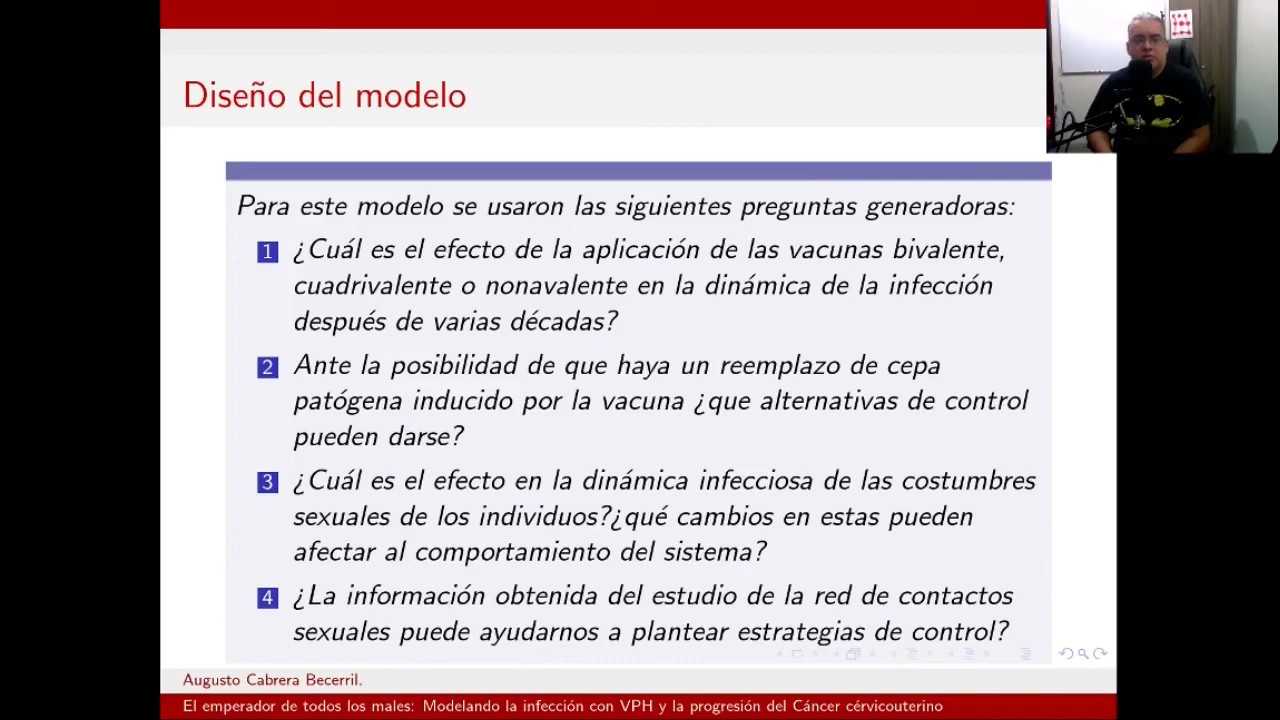 Diseño del modelo
Para este modelo se usaron las siguientes preguntas generadoras:
1 ¿Cuál es el efecto de la aplicación de las vacunas bivalente,
cuadrivalente o nonavalente en la dinámica de la infección
después de varias décadas?
2 Ante la posibilidad de que haya un reemplazo de cepa
patógena inducido por la vacuna ¿que alternativas de control
pueden darse?
3 ¿Cuál es el efecto en la dinámica infecciosa de las costumbres
sexuales de los individuos?¿qué cambios en estas pueden
afectar al comportamiento del sistema?
4 ¿La información obtenida del estudio de la red de contactos
sexuales puede ayudarnos a plantear estrategias de control?
Augusto Cabrera Becerril.
El emperador de todos los males: Modelando la infección con VPH y la progresión del Cáncer cérvicouterino